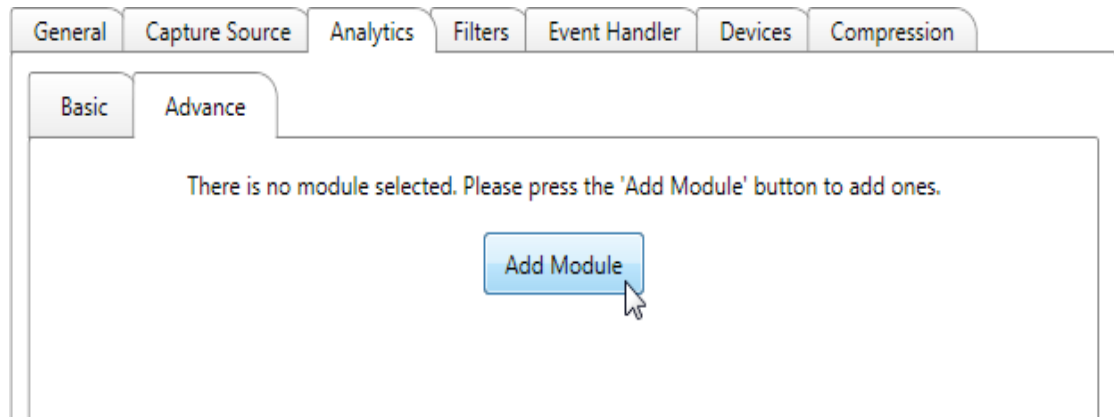 General Capture Source Analytics Filters Event Handler Devices Compression
Basic Advance
There is no module selected. Please press the 'Add Module' button to add ones.
Add Module